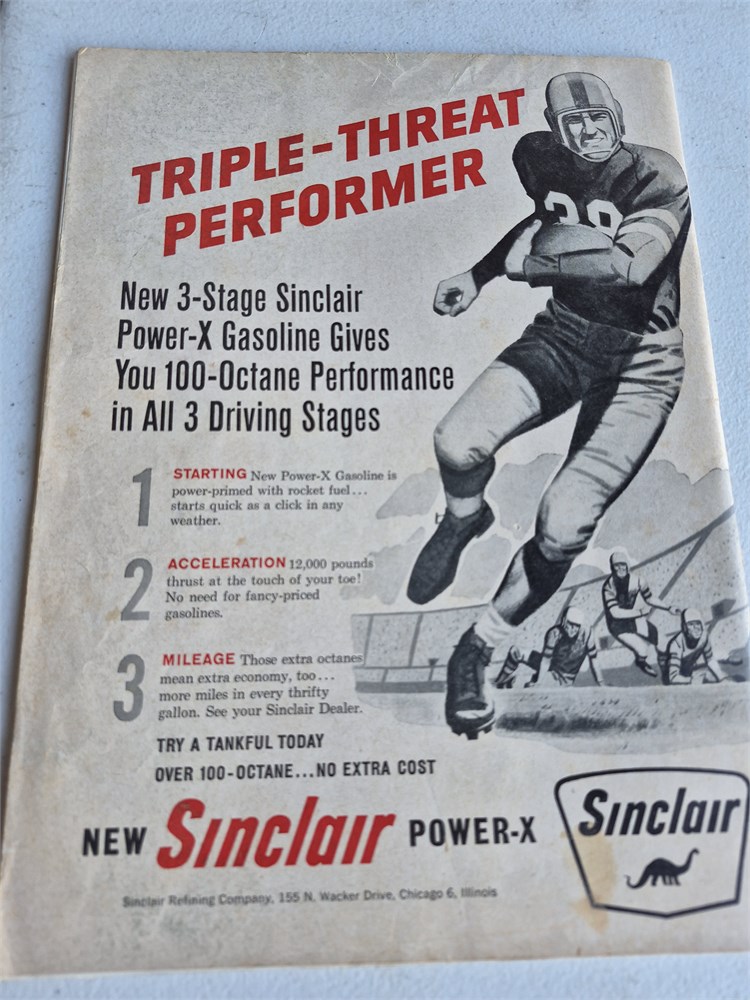 TRIPLE-THREAT
PERFORMER
New 3-Stage Sinclair
Power-X Gasoline Gives
You 100-Octane Performance
in All 3 Driving Stages
1 STARTING New Power-X Gasoline is
power-primed with rocket fuel...
starts quick as a click in any
weather.
2 ACCELERATION 12,000 pounds
thrust at the touch of your toe!
No need for fancy-priced
gasolines.
3 MILEAGE Those extra octanes
mean extra economy, too...
more miles in every thrifty
gallon. See your Sinclair Dealer.
TRY A TANKFUL TODAY
OVER 100-OCTANE...NO EXTRA COST
NEW Sinclair POWER-X
Sinclair
Sinclair Refining Company, 155 N. Wacker Drive, Chicago 6, Illinois